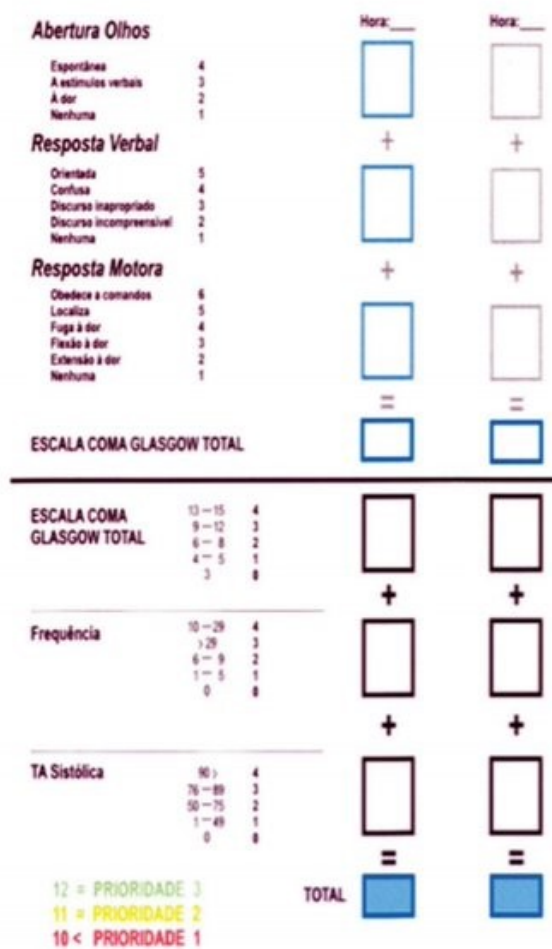 Abertura Olhos
Hora:___ Hora:___
Espontânea 4
A estimulos verbais 3
À dor 2
Nenhuma 1
+ +
Resposta Verbal
Orientada 5
Confusa 4
Discurso inapropriado 3
Discurso incompreensivel 2
Nenhuma 1
+ +
Resposta Motora
Obedece a comandos 6
Localiza 5
Fuga à dor 4
Flexão à dor 3
Extensão à dor 2
Nenhuma 1
= =
ESCALA COMA GLASGOW TOTAL
ESCALA COMA
GLASGOW TOTAL
13 — 15 4
9 — 12 3
6 — 8 2
4 — 5 1
3 0
+ +
Frequência
10 — 29 4
> 29 3
6 — 9 2
1 — 5 1
0 0
+ +
TA Sistólica
90 > 4
76 — 89 3
50 — 75 2
1 — 49 1
0 0
= =
TOTAL
12 = PRIORIDADE 3
11 = PRIORIDADE 2
10 < PRIORIDADE 1